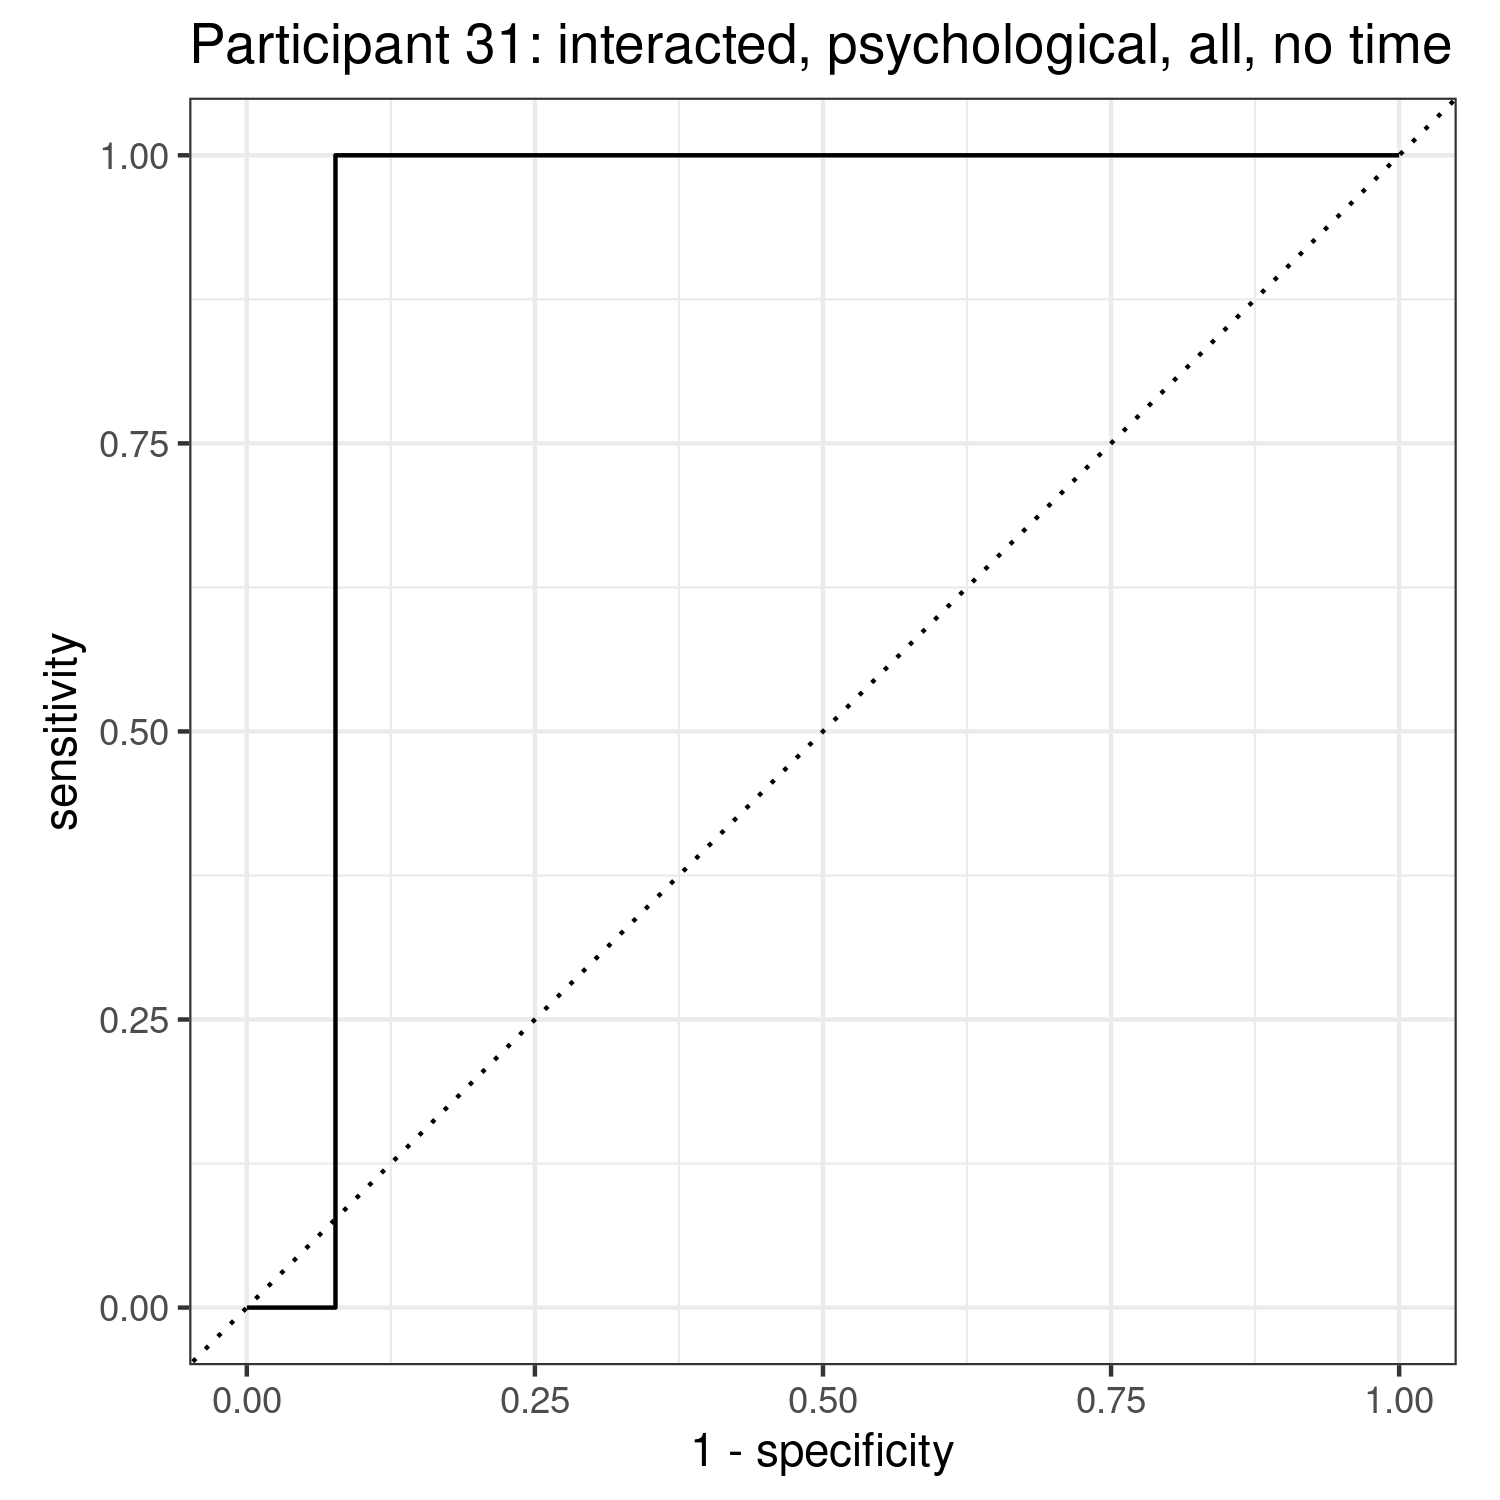 Participant 31: interacted, psychological, all, no time
1.00
0.75
0.50
0.25
0.00
sensitivity
0.00 0.25 0.50 0.75 1.00
1 - specificity